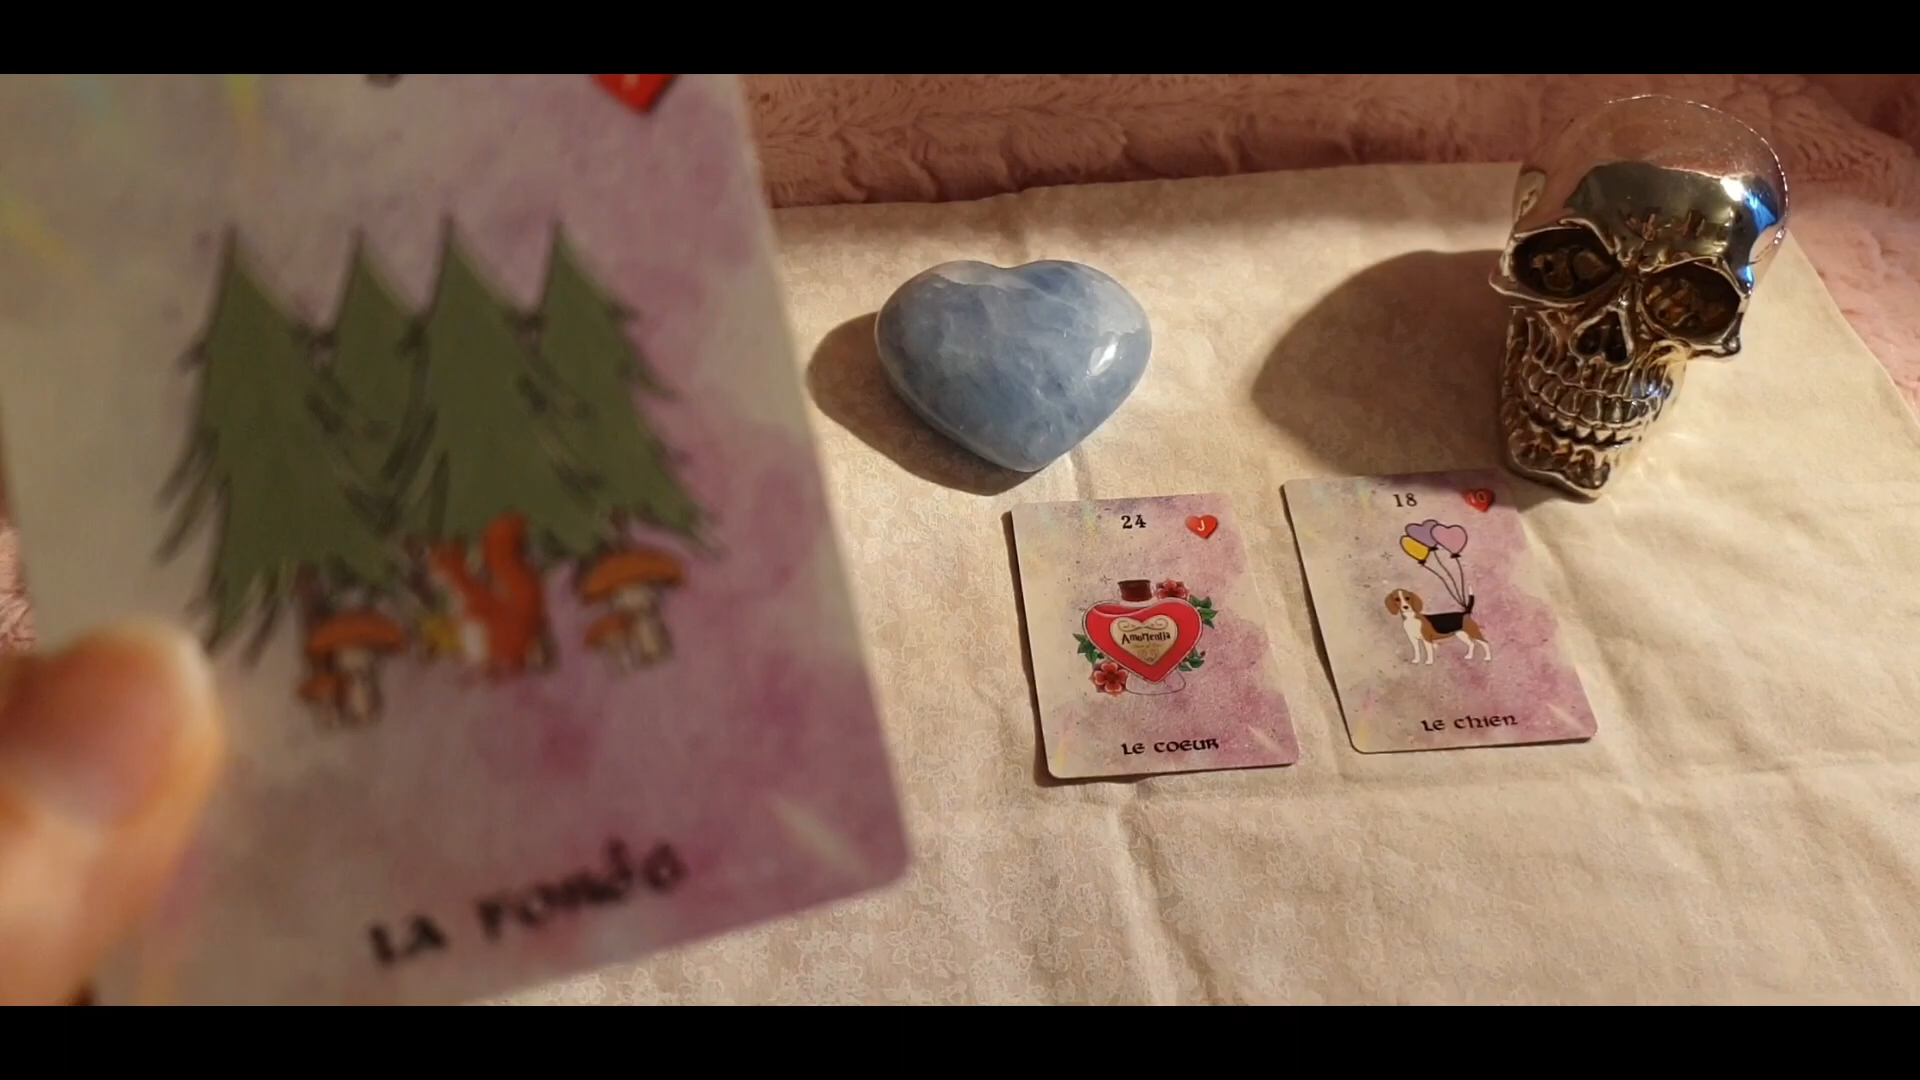 LA FORÊT
24
J
Amortentia
LE COEUR
18
10
LE CHIEN